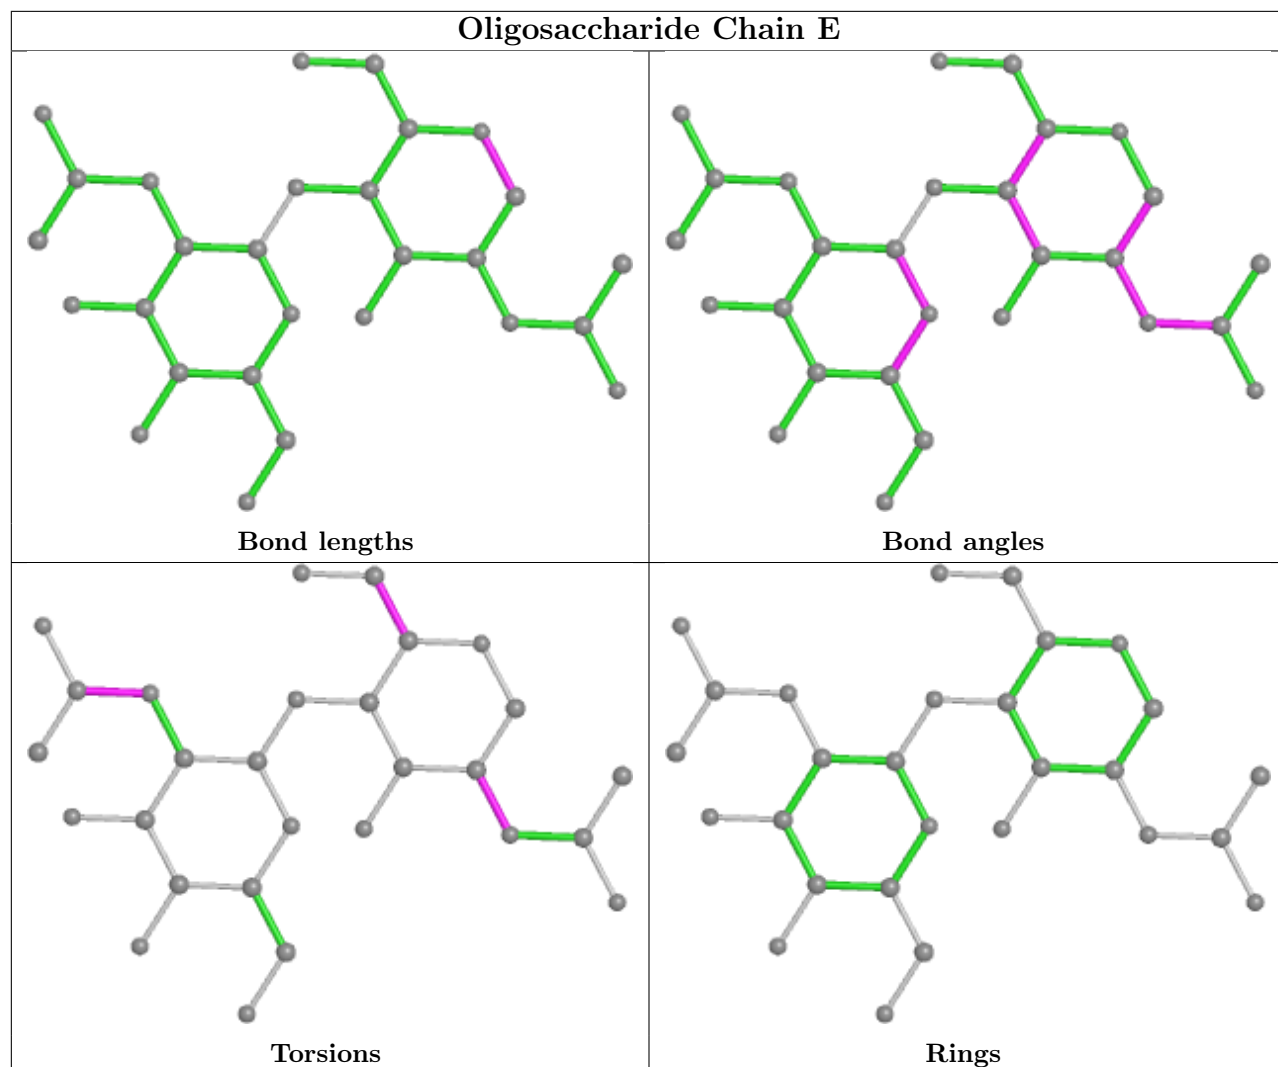 Oligosaccharide Chain E
Bond lengths
Bond angles
Torsions
Rings